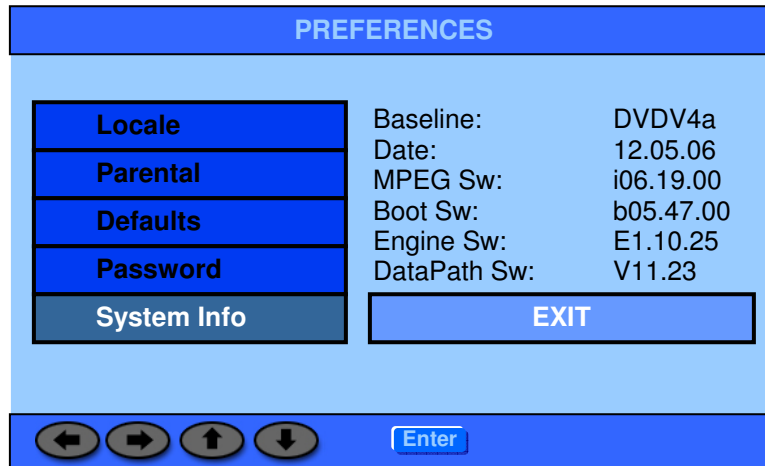 PREFERENCES
Locale
Parental
Defaults
Password
System Info
Baseline: DVDV4a
Date: 12.05.06
MPEG Sw: i06.19.00
Boot Sw: b05.47.00
Engine Sw: E1.10.25
DataPath Sw: V11.23
EXIT
Enter